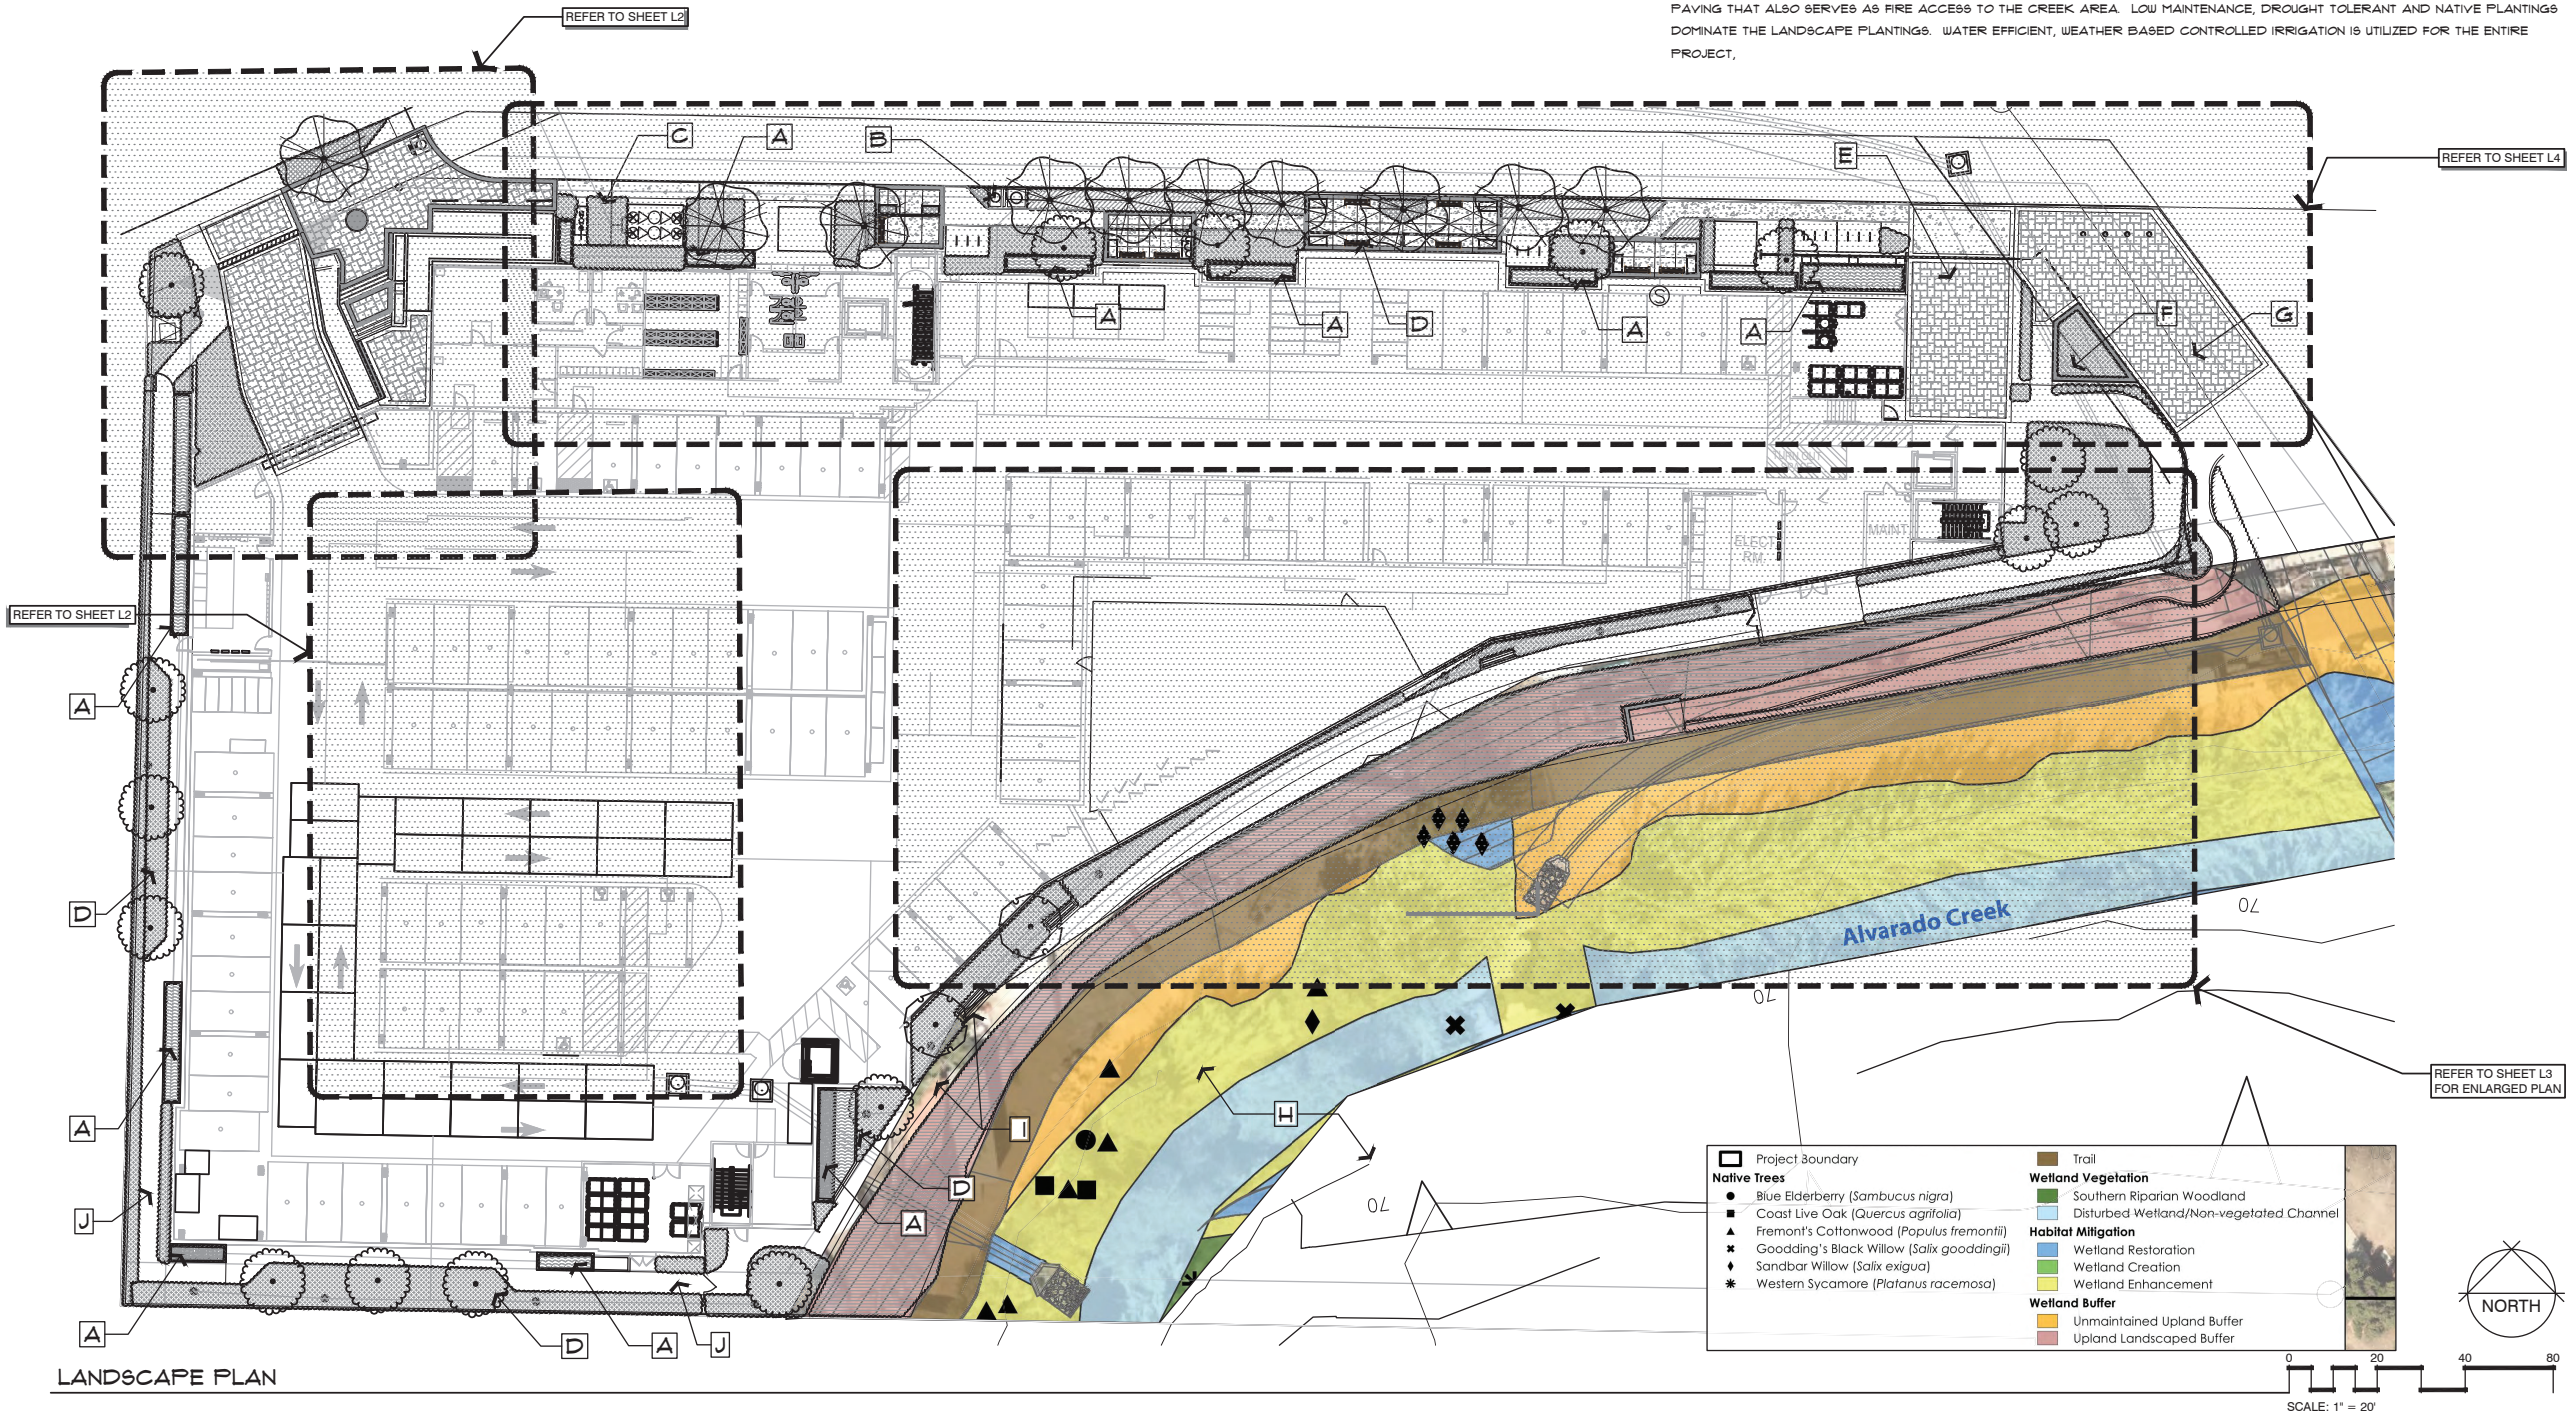 PAVING THAT ALSO SERVES AS FIRE ACCESS TO THE CREEK AREA. LOW MAINTENANCE, DROUGHT TOLERANT AND NATIVE PLANTINGS
DOMINATE THE LANDSCAPE PLANTINGS. WATER EFFICIENT, WEATHER BASED CONTROLLED IRRIGATION IS UTILIZED FOR THE ENTIRE
PROJECT,
REFER TO SHEET L2
REFER TO SHEET L4
C
A
B
E
A
A
D
A
A
F
G
S
ELECT
RM
MAINT
REFER TO SHEET L2
A
D
A
J
A
Alvarado Creek
70
70
70
REFER TO SHEET L3
FOR ENLARGED PLAN
H
I
D
A
D
A
J
Project Boundary
Native Trees
Blue Elderberry (Sambucus nigra)
Coast Live Oak (Quercus agrifolia)
Fremont's Cottonwood (Populus fremontii)
Goodding's Black Willow (Salix gooddingii)
Sandbar Willow (Salix exigua)
Western Sycamore (Platanus racemosa)
Trail
Wetland Vegetation
Southern Riparian Woodland
Disturbed Wetland/Non-vegetated Channel
Habitat Mitigation
Wetland Restoration
Wetland Creation
Wetland Enhancement
Wetland Buffer
Unmaintained Upland Buffer
Upland Landscaped Buffer
NORTH
0 20 40 80
SCALE: 1" = 20'
LANDSCAPE PLAN